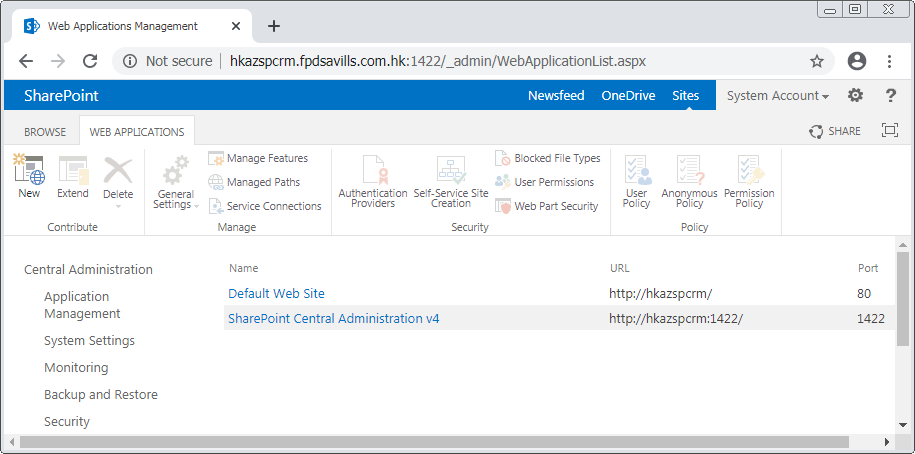 Web Applications Management
Not secure | hkazspcrm.fpdsavills.com.hk:1422/_admin/WebApplicationList.aspx
SharePoint
Newsfeed OneDrive Sites System Account ?
BROWSE WEB APPLICATIONS
SHARE
New Extend Delete
Contribute
General Settings
Manage Features
Managed Paths
Service Connections
Manage
Authentication Providers
Self-Service Site Creation
Blocked File Types
User Permissions
Web Part Security
Security
User Policy
Anonymous Policy
Permission Policy
Policy
Central Administration
Application
Management
System Settings
Monitoring
Backup and Restore
Security
Name URL Port
Default Web Site http://hkazspcrm/ 80
SharePoint Central Administration v4 http://hkazspcrm:1422/ 1422